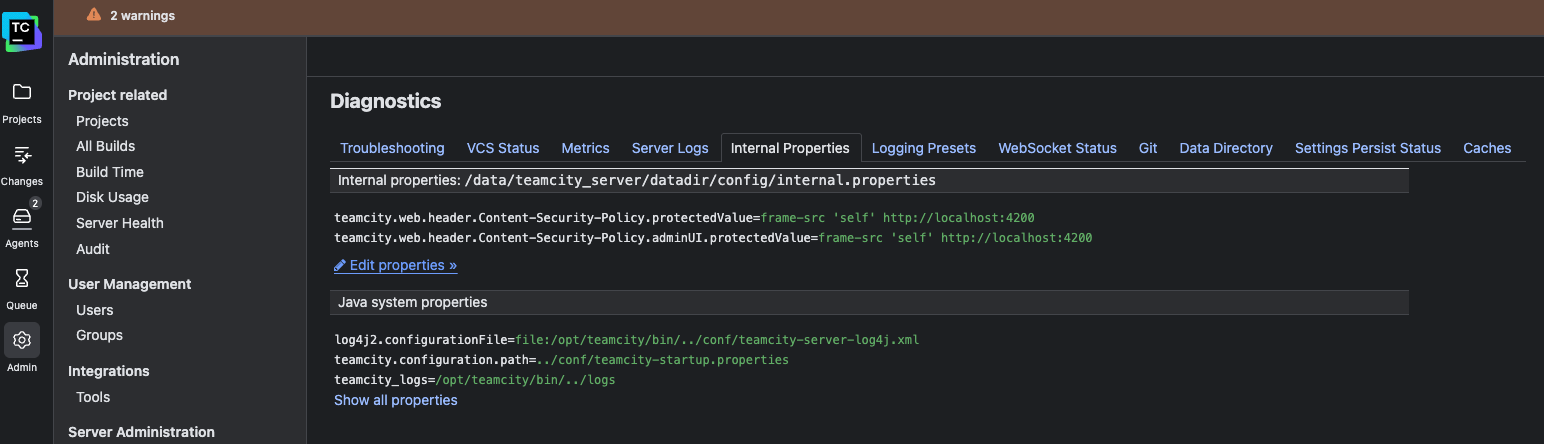 2 warnings
TC
Projects
Changes
2
Agents
Queue
Admin
Administration
Project related
Projects
All Builds
Build Time
Disk Usage
Server Health
Audit
User Management
Users
Groups
Integrations
Tools
Server Administration
Diagnostics
Troubleshooting VCS Status Metrics Server Logs Internal Properties Logging Presets WebSocket Status Git Data Directory Settings Persist Status Caches
Internal properties: /data/teamcity_server/datadir/config/internal.properties
teamcity.web.header.Content-Security-Policy.protectedValue=frame-src 'self' http://localhost:4200
teamcity.web.header.Content-Security-Policy.adminUI.protectedValue=frame-src 'self' http://localhost:4200
Edit properties »
Java system properties
log4j2.configurationFile=file:/opt/teamcity/bin/../conf/teamcity-server-log4j.xml
teamcity.configuration.path=../conf/teamcity-startup.properties
teamcity_logs=/opt/teamcity/bin/../logs
Show all properties